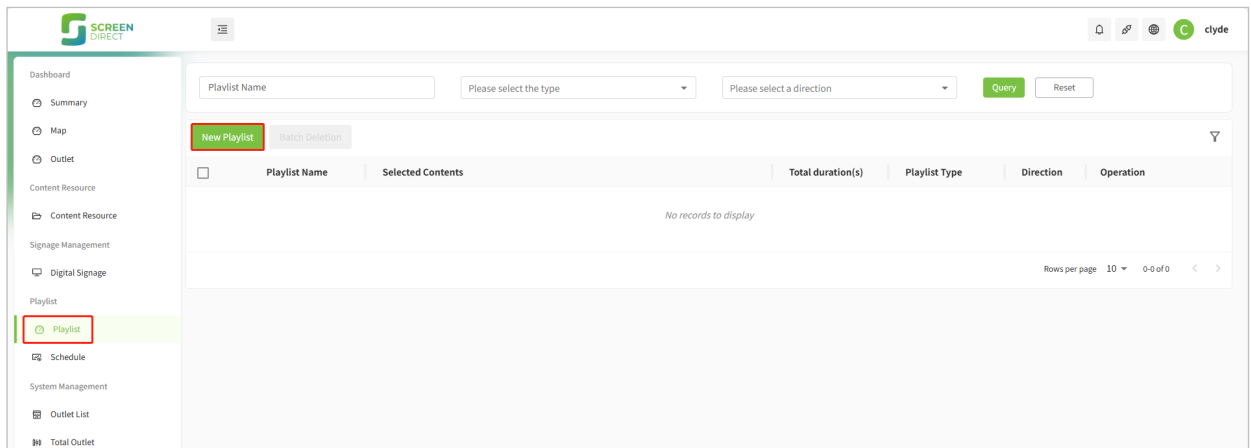 SCREEN
DIRECT
C clyde
Dashboard
Summary
Map
Outlet
Content Resource
Content Resource
Signage Management
Digital Signage
Playlist
Playlist
Schedule
System Management
Outlet List
Total Outlet
Playlist Name Please select the type Please select a direction Query Reset
New Playlist Batch Deletion
Playlist Name Selected Contents Total duration(s) Playlist Type Direction Operation
No records to display
Rows per page 10 0-0 of 0